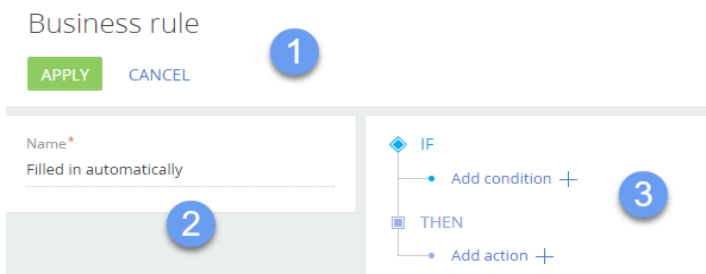 Business rule
1
APPLY CANCEL
Name*
Filled in automatically
2
IF
Add condition +
3
THEN
Add action +